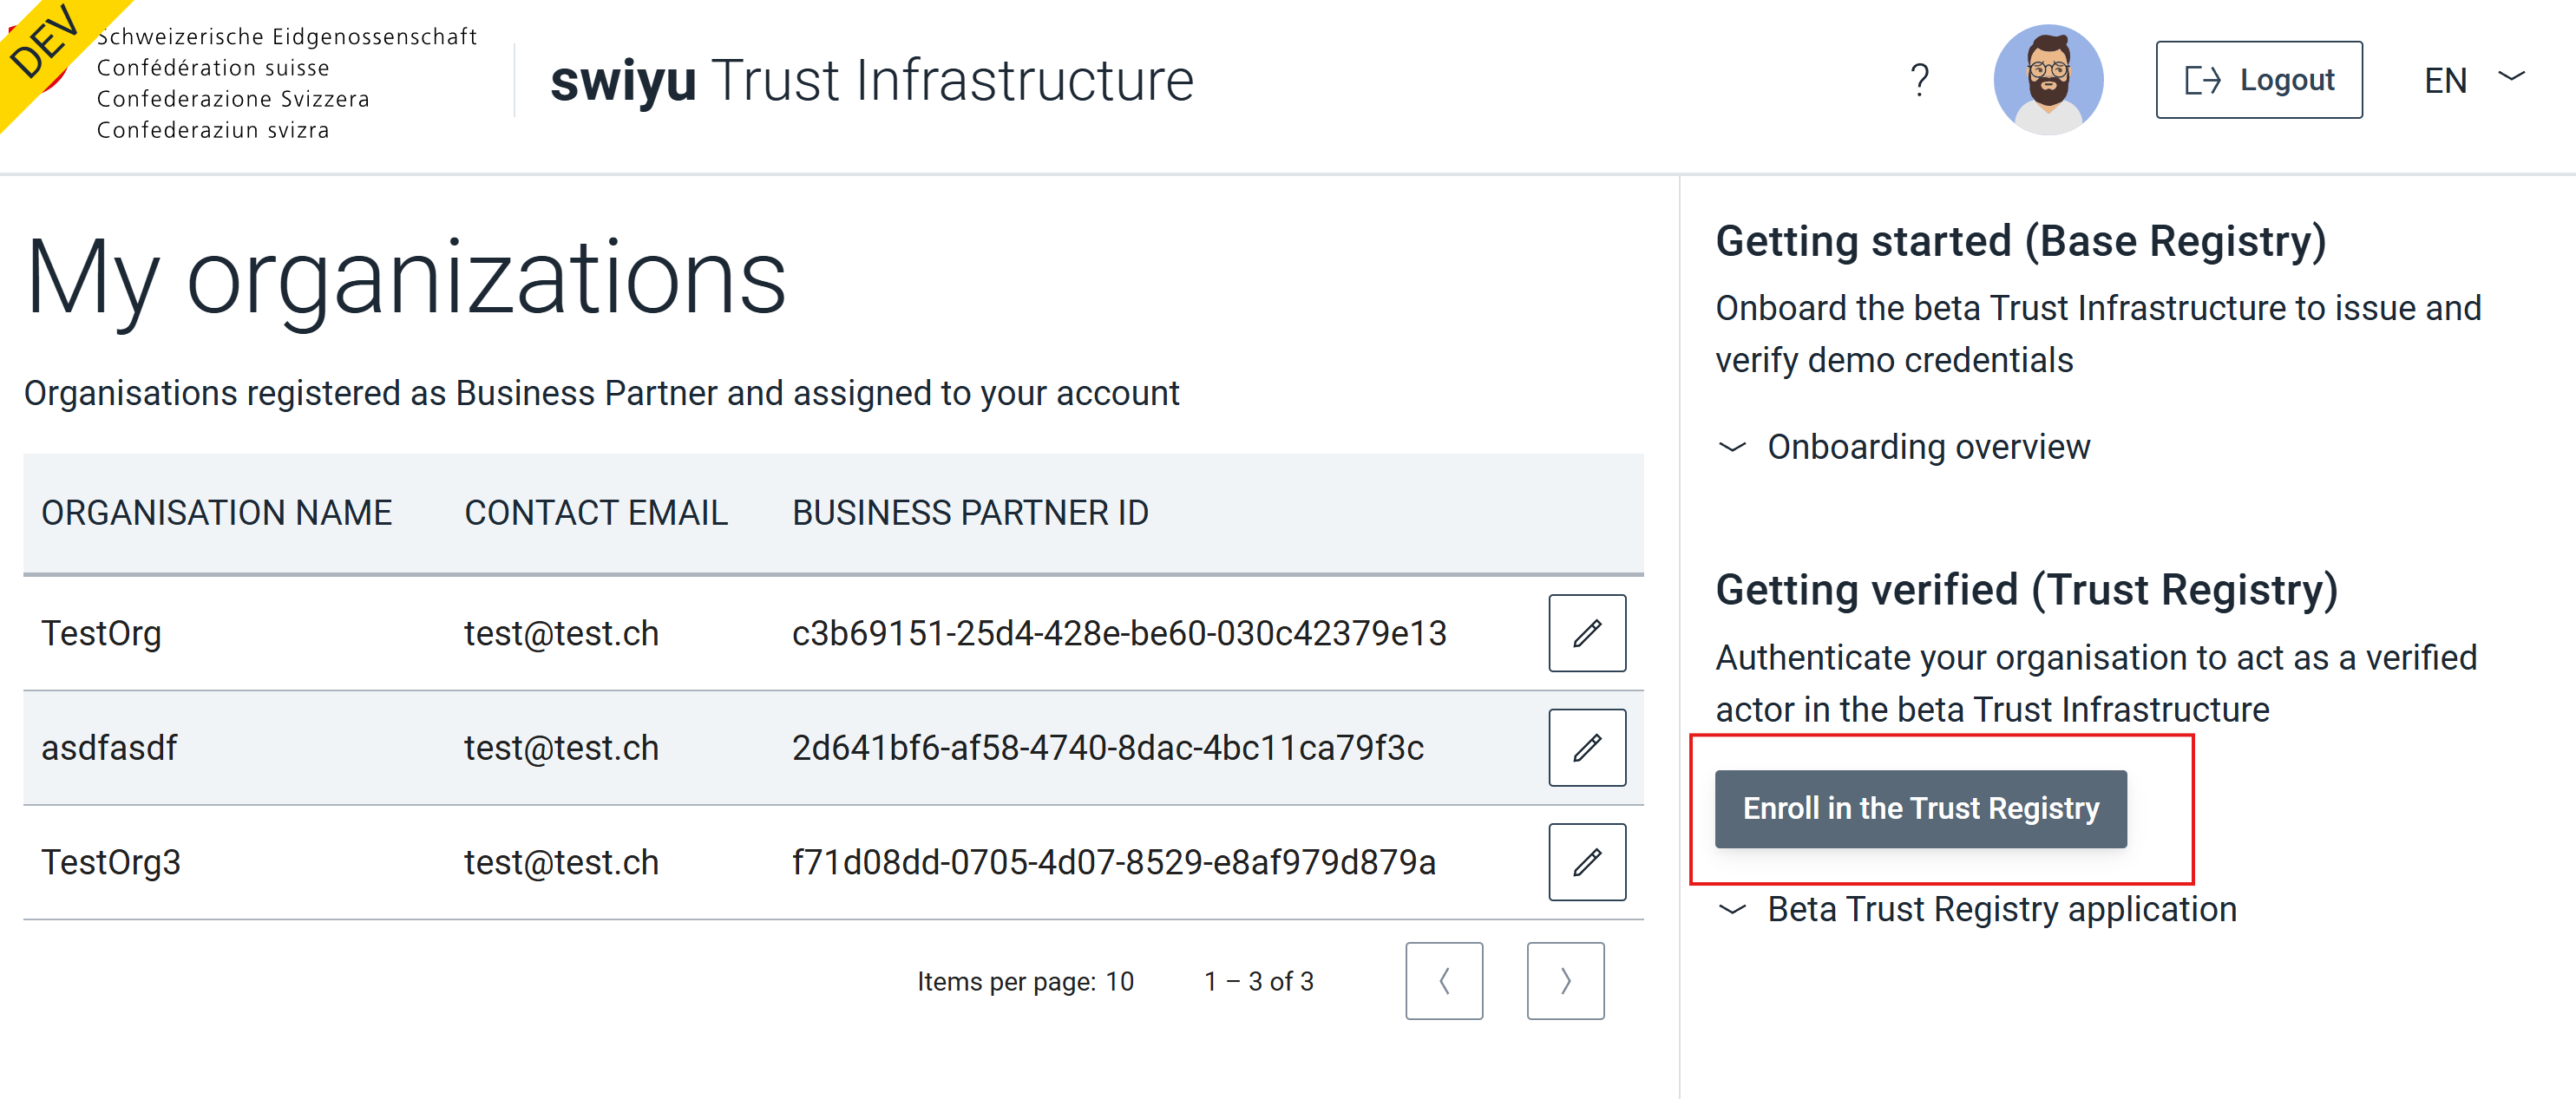 DEV
Schweizerische Eidgenossenschaft
Confédération suisse
Confederazione Svizzera
Confederaziun svizra
swiyu Trust Infrastructure
?
Logout
EN
My organizations
Organisations registered as Business Partner and assigned to your account
ORGANISATION NAME CONTACT EMAIL BUSINESS PARTNER ID
TestOrg test@test.ch c3b69151-25d4-428e-be60-030c42379e13
asdfasdf test@test.ch 2d641bf6-af58-4740-8dac-4bc11ca79f3c
TestOrg3 test@test.ch f71d08dd-0705-4d07-8529-e8af979d879a
Items per page: 10 1 – 3 of 3
Getting started (Base Registry)
Onboard the beta Trust Infrastructure to issue and
verify demo credentials
Onboarding overview
Getting verified (Trust Registry)
Authenticate your organisation to act as a verified
actor in the beta Trust Infrastructure
Enroll in the Trust Registry
Beta Trust Registry application